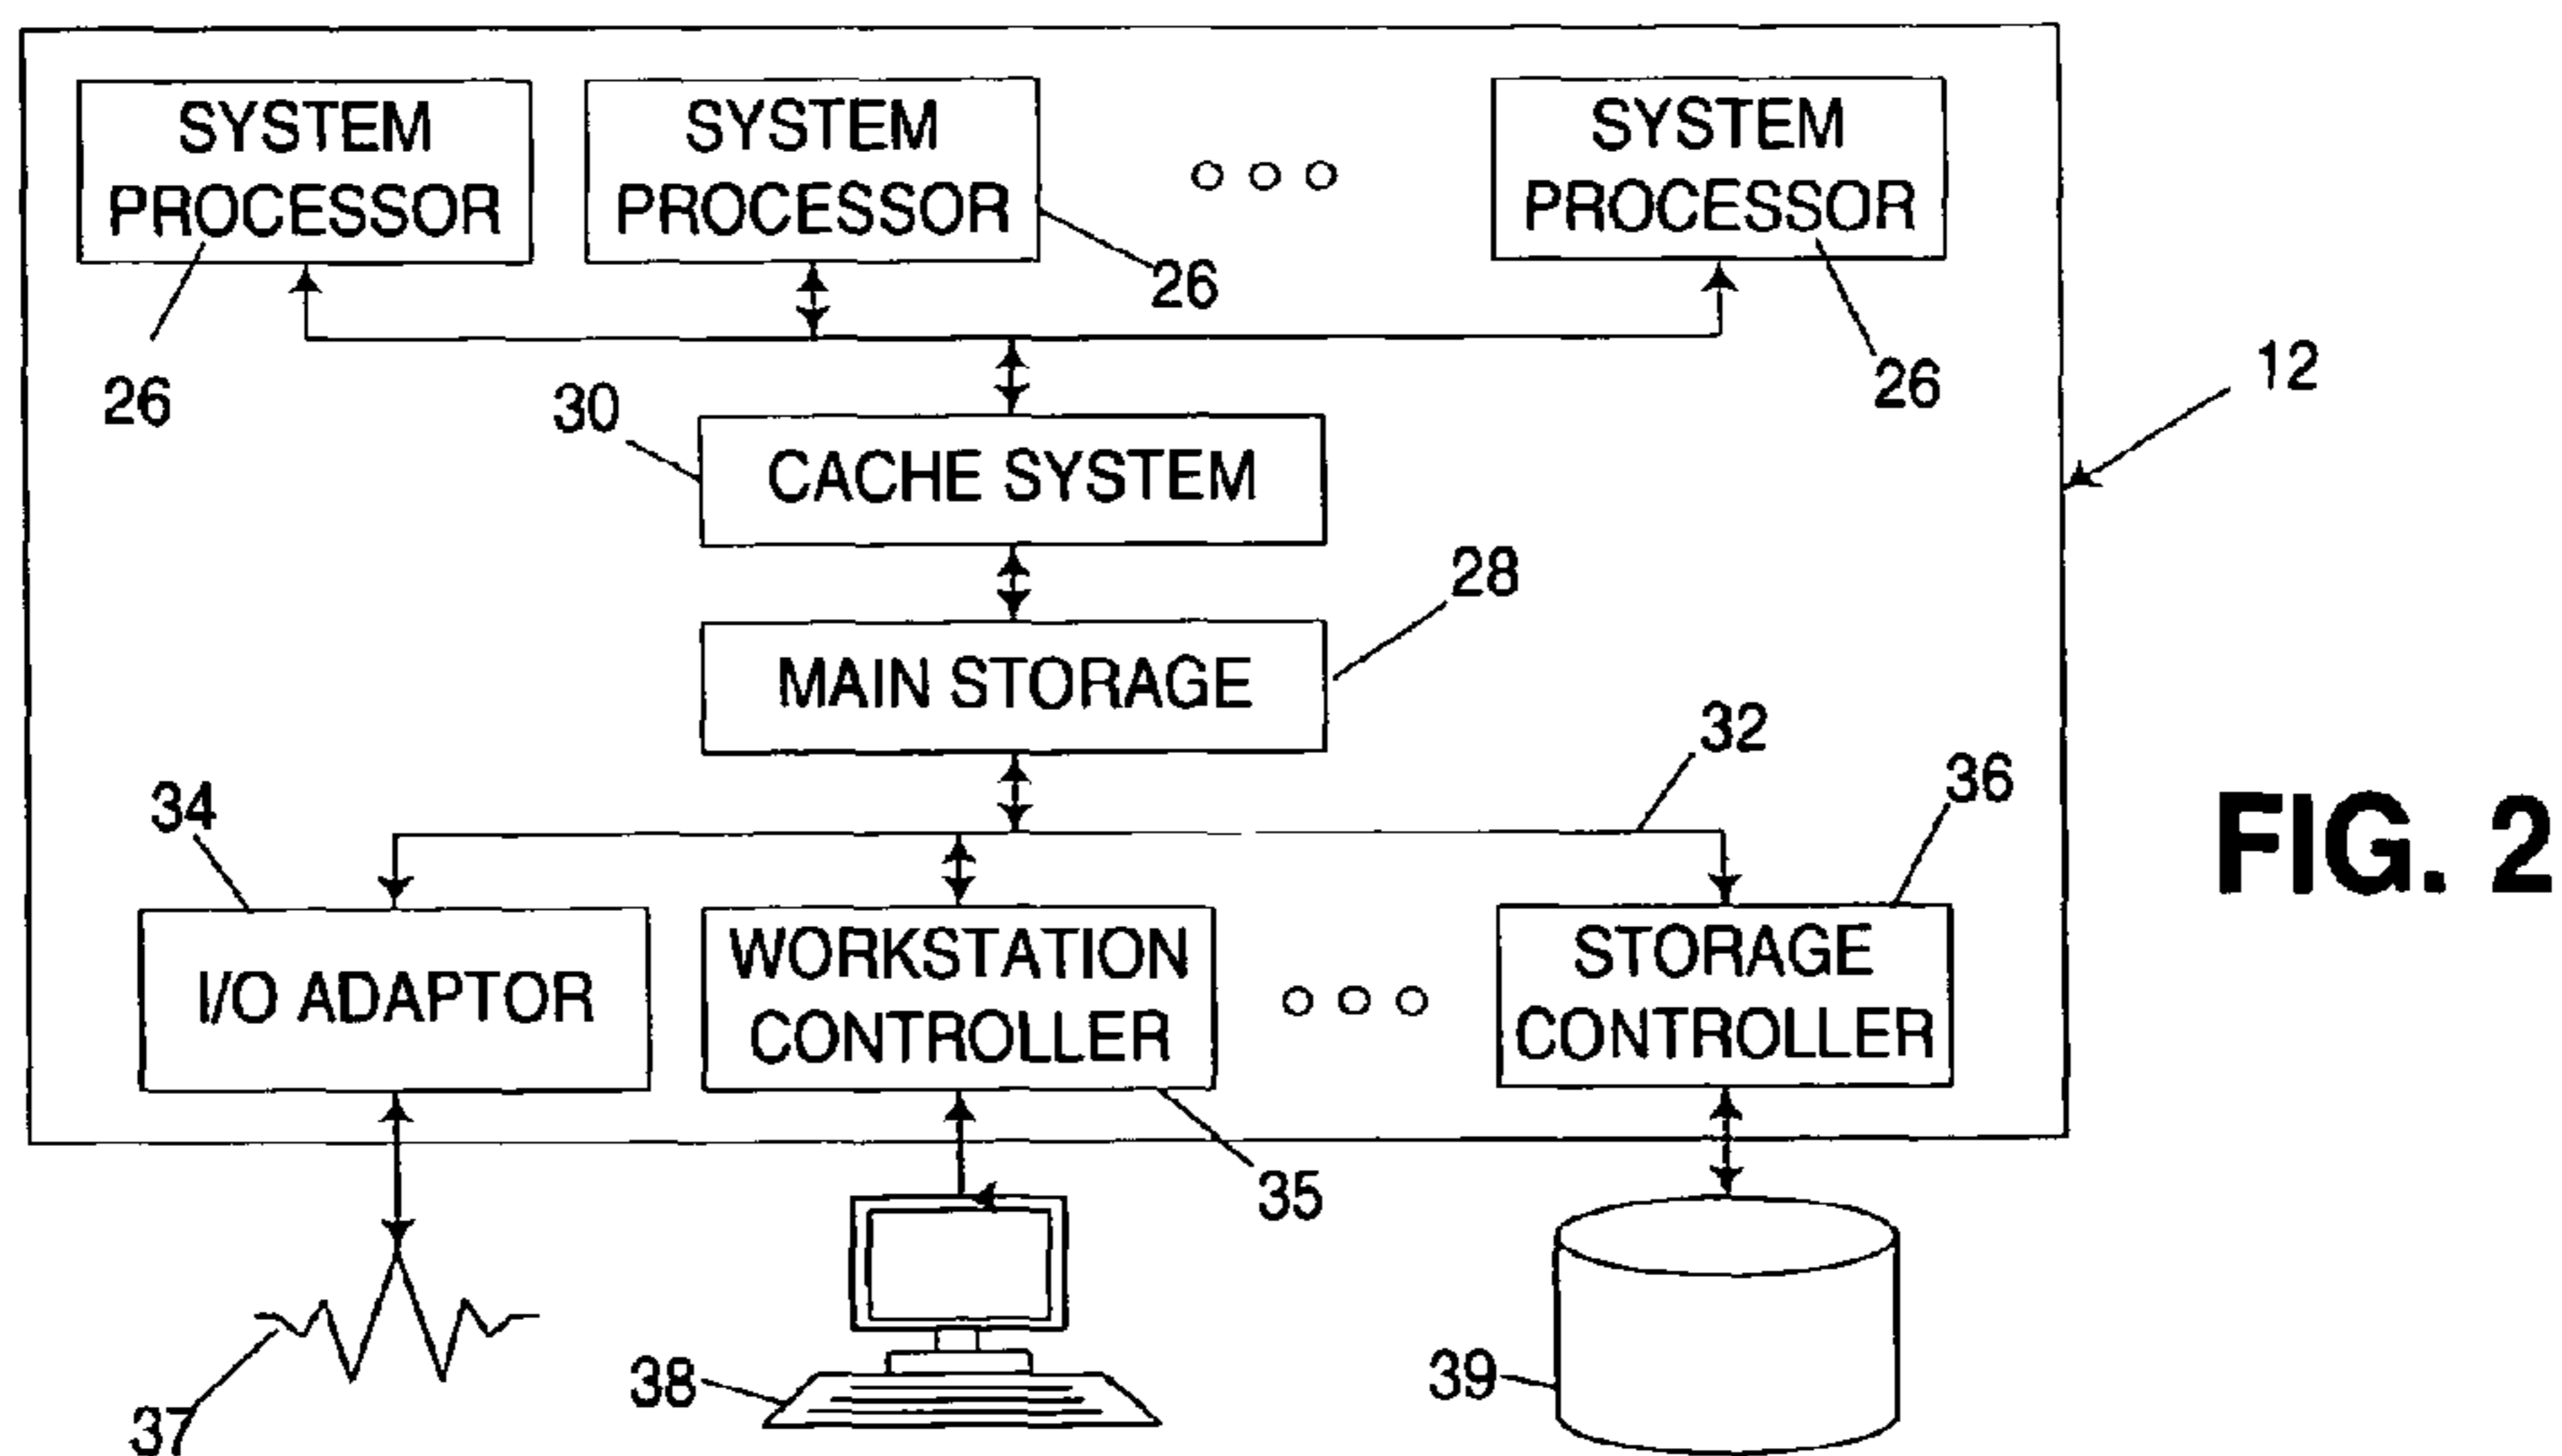 SYSTEM
PROCESSOR
26
SYSTEM
PROCESSOR
26
SYSTEM
PROCESSOR
26
12
30
CACHE SYSTEM
28
MAIN STORAGE
32
34
36
I/O ADAPTOR
WORKSTATION
CONTROLLER
STORAGE
CONTROLLER
35
37
38
39
FIG. 2